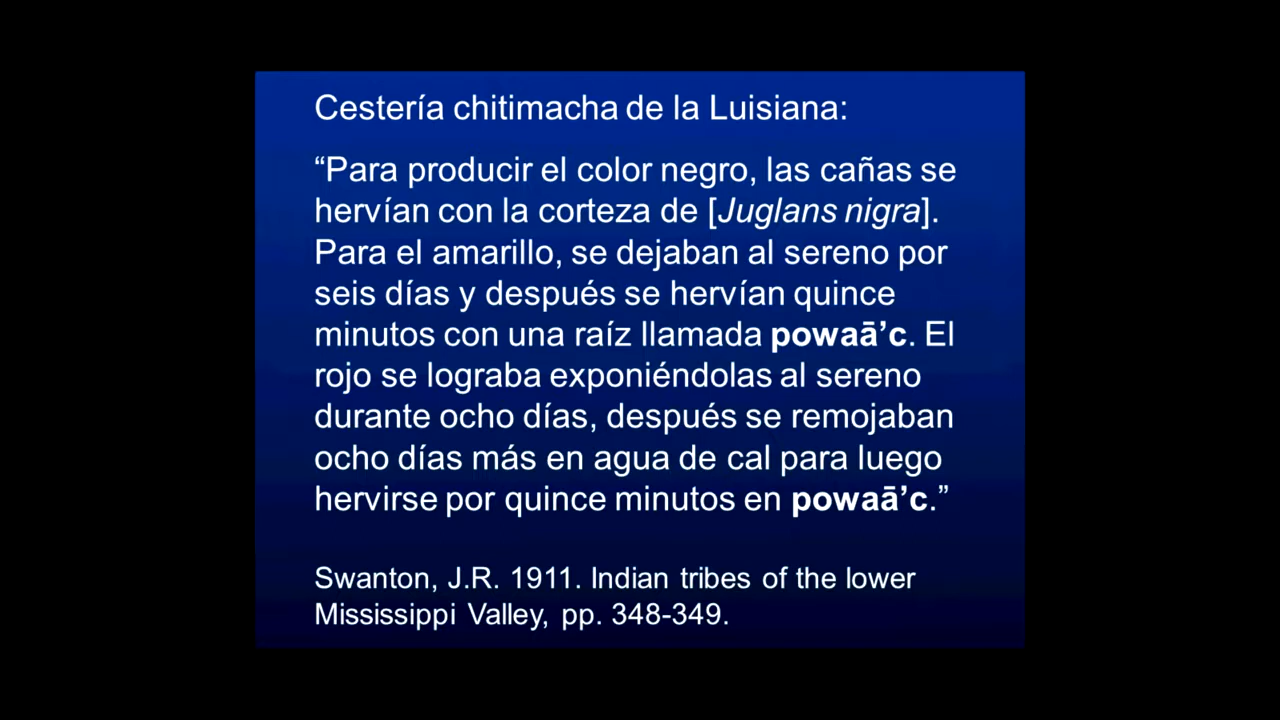 Cestería chitimacha de la Luisiana:
“Para producir el color negro, las cañas se
hervían con la corteza de [Juglans nigra].
Para el amarillo, se dejaban al sereno por
seis días y después se hervían quince
minutos con una raíz llamada powaā’c. El
rojo se lograba exponiéndolas al sereno
durante ocho días, después se remojaban
ocho días más en agua de cal para luego
hervirse por quince minutos en powaā’c.”
Swanton, J.R. 1911. Indian tribes of the lower
Mississippi Valley, pp. 348-349.